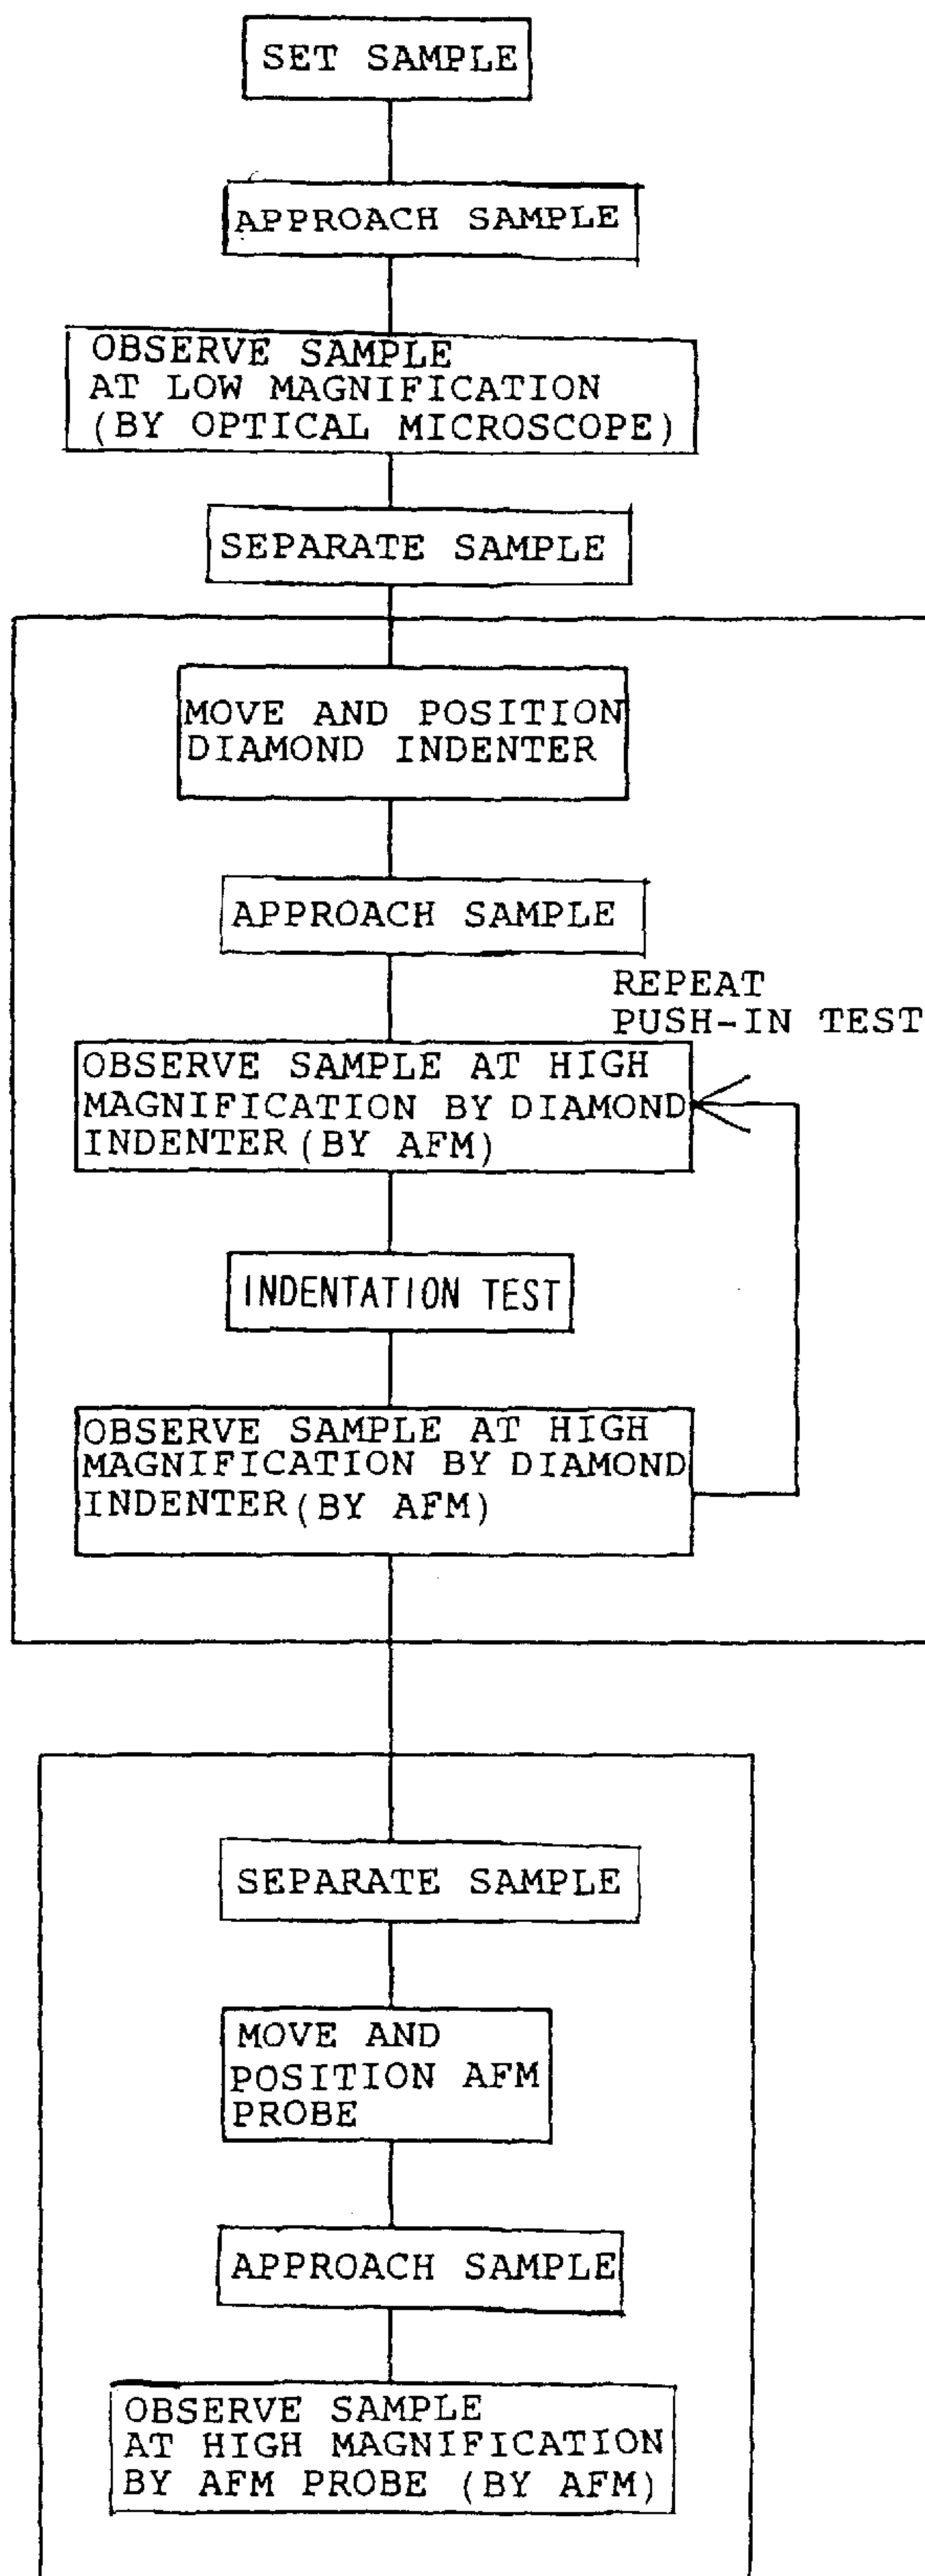 SET SAMPLE
APPROACH SAMPLE
OBSERVE SAMPLE
AT LOW MAGNIFICATION
(BY OPTICAL MICROSCOPE)
SEPARATE SAMPLE
MOVE AND POSITION
DIAMOND INDENTER
APPROACH SAMPLE
REPEAT
PUSH-IN TEST
OBSERVE SAMPLE AT HIGH
MAGNIFICATION BY DIAMOND
INDENTER (BY AFM)
INDENTATION TEST
OBSERVE SAMPLE AT HIGH
MAGNIFICATION BY DIAMOND
INDENTER (BY AFM)
SEPARATE SAMPLE
MOVE AND
POSITION AFM
PROBE
APPROACH SAMPLE
OBSERVE SAMPLE
AT HIGH MAGNIFICATION
BY AFM PROBE (BY AFM)